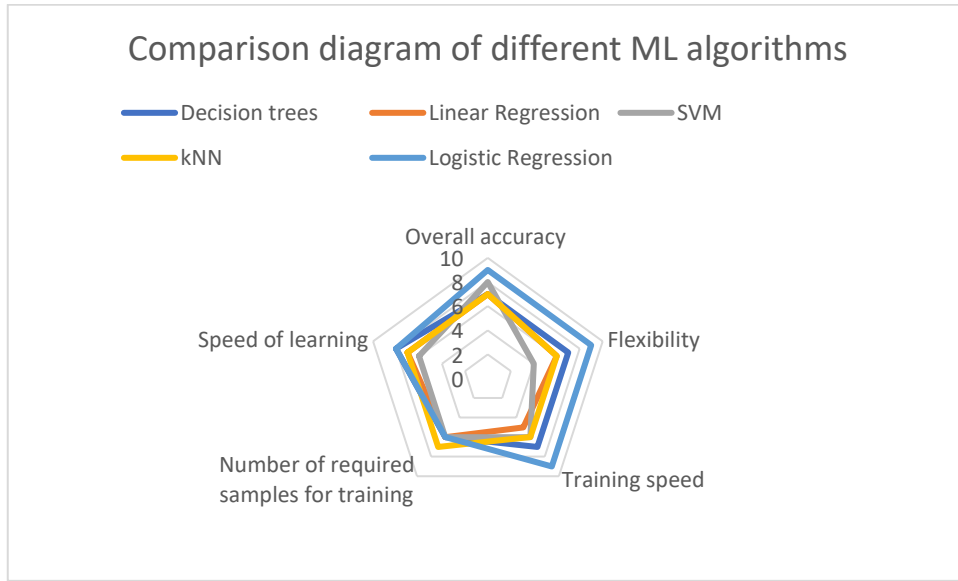 Comparison diagram of different ML algorithms
Decision trees
Linear Regression
SVM
kNN
Logistic Regression
Overall accuracy
10
8
6
4
2
0
Speed of learning
Flexibility
Number of required
samples for training
Training speed